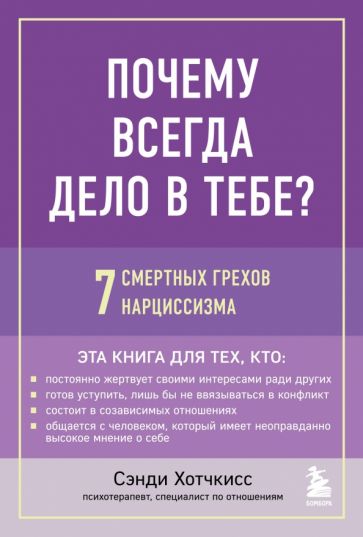 ПОЧЕМУ
ВСЕГДА
ДЕЛО В ТЕБЕ?
7 СМЕРТНЫХ ГРЕХОВ
НАРЦИССИЗМА
ЭТА КНИГА ДЛЯ ТЕХ, КТО:
постоянно жертвует своими интересами ради других
готов уступить, лишь бы не ввязываться в конфликт
состоит в созависимых отношениях
общается с человеком, который имеет неоправданно
высокое мнение о себе
Сэнди Хотчкисс
психотерапевт, специалист по отношениям
БОМБОРА